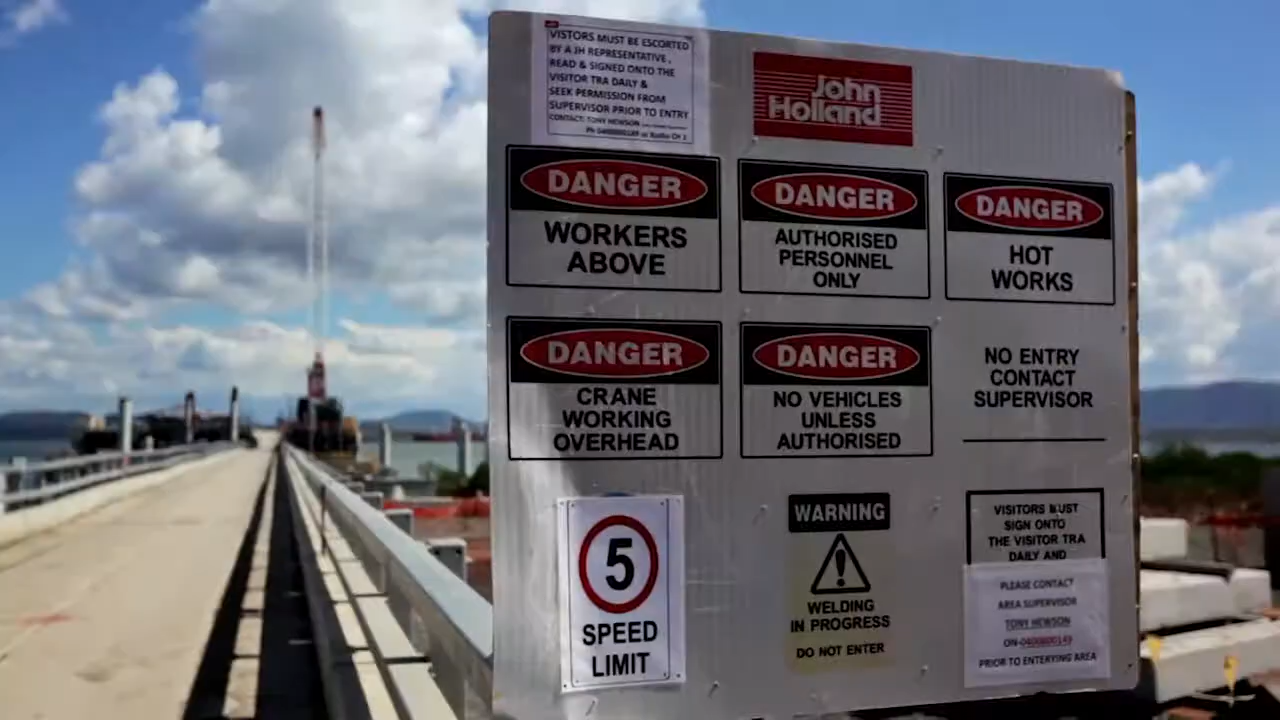 VISTORS MUST BE ESCORTED
BY A JH REPRESENTATIVE,
READ & SIGNED ONTO THE
VISITOR TRA DAILY &
SEEK PERMISSION FROM
SUPERVISOR PRIOR TO ENTRY
CONTACT: TONY HEWSON
John
Holland
DANGER
WORKERS
ABOVE
DANGER
AUTHORISED
PERSONNEL
ONLY
DANGER
HOT
WORKS
DANGER
CRANE
WORKING
OVERHEAD
DANGER
NO VEHICLES
UNLESS
AUTHORISED
NO ENTRY
CONTACT
SUPERVISOR
5
SPEED
LIMIT
WARNING
WELDING
IN PROGRESS
DO NOT ENTER
VISITORS MUST
SIGN ONTO
THE VISITOR TRA
DAILY AND
PLEASE CONTACT
AREA SUPERVISOR
TONY HEWSON
ON-0400800149
PRIOR TO ENTERYING AREA